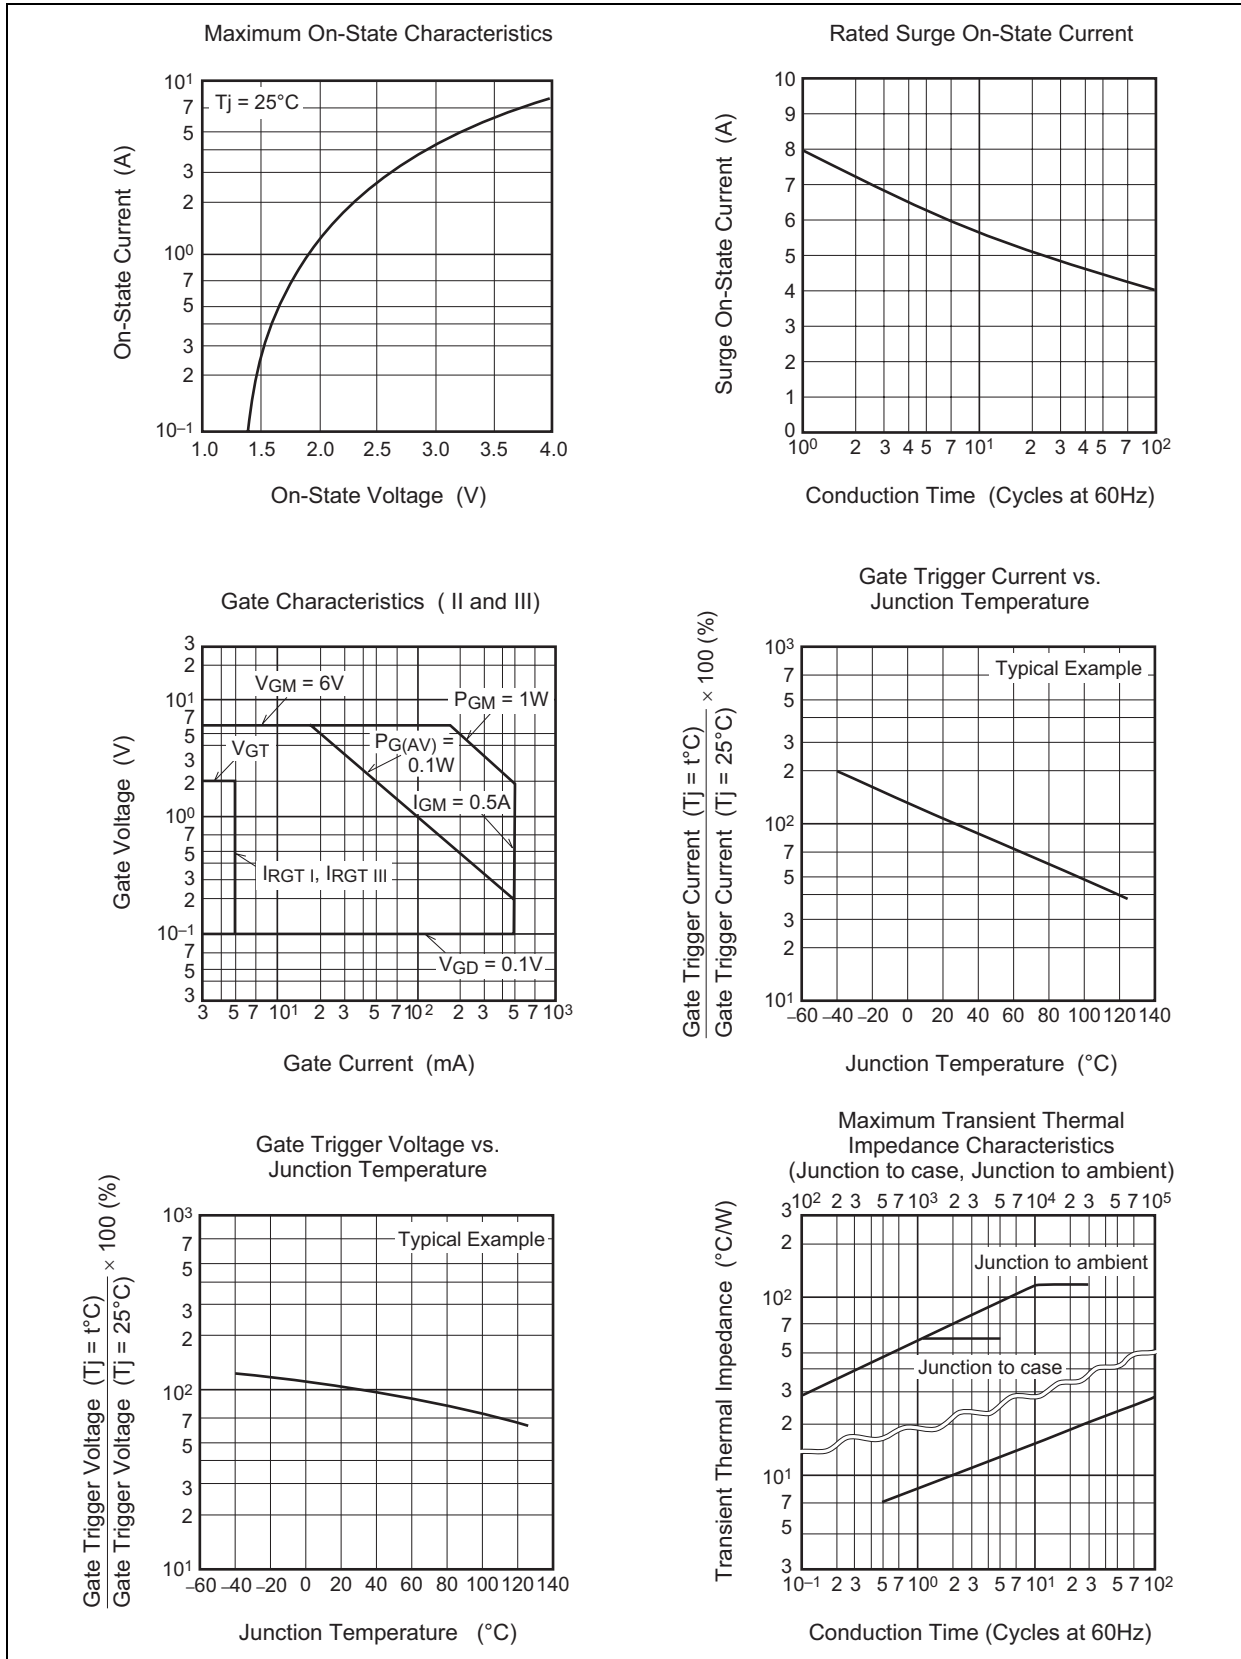 Maximum On-State Characteristics
On-State Current (A)
10¹
7
5
3
2
10⁰
7
5
3
2
10–¹
Tj = 25°C
1.0 1.5 2.0 2.5 3.0 3.5 4.0
On-State Voltage (V)
Rated Surge On-State Current
Surge On-State Current (A)
10
9
8
7
6
5
4
3
2
1
0
10⁰ 2 3 4 5 7 10¹ 2 3 4 5 7 10²
Conduction Time (Cycles at 60Hz)
Gate Characteristics ( II and III)
Gate Voltage (V)
3
2
10¹
7
5
3
2
10⁰
7
5
3
2
10–¹
7
5
3
VGM = 6V
PGM = 1W
PG(AV) =
0.1W
VGT
IGM = 0.5A
IRGT I, IRGT III
VGD = 0.1V
3 5 7 10¹ 2 3 5 7 10² 2 3 5 7 10³
Gate Current (mA)
Gate Trigger Current vs.
Junction Temperature
Gate Trigger Current (Tj = t°C)
Gate Trigger Current (Tj = 25°C)
× 100 (%)
10³
7
5
3
2
10²
7
5
3
2
10¹
Typical Example
–60 –40 –20 0 20 40 60 80 100 120 140
Junction Temperature (°C)
Gate Trigger Voltage vs.
Junction Temperature
Gate Trigger Voltage (Tj = t°C)
Gate Trigger Voltage (Tj = 25°C)
× 100 (%)
10³
7
5
3
2
10²
7
5
3
2
10¹
Typical Example
–60 –40 –20 0 20 40 60 80 100 120 140
Junction Temperature (°C)
Maximum Transient Thermal
Impedance Characteristics
(Junction to case, Junction to ambient)
Transient Thermal Impedance (°C/W)
10² 2 3 5 7 10³ 2 3 5 7 10⁴ 2 3 5 7 10⁵
3
2
10²
7
5
3
2
10¹
7
5
3
Junction to ambient
Junction to case
10–¹ 2 3 5 7 10⁰ 2 3 5 7 10¹ 2 3 5 7 10²
Conduction Time (Cycles at 60Hz)